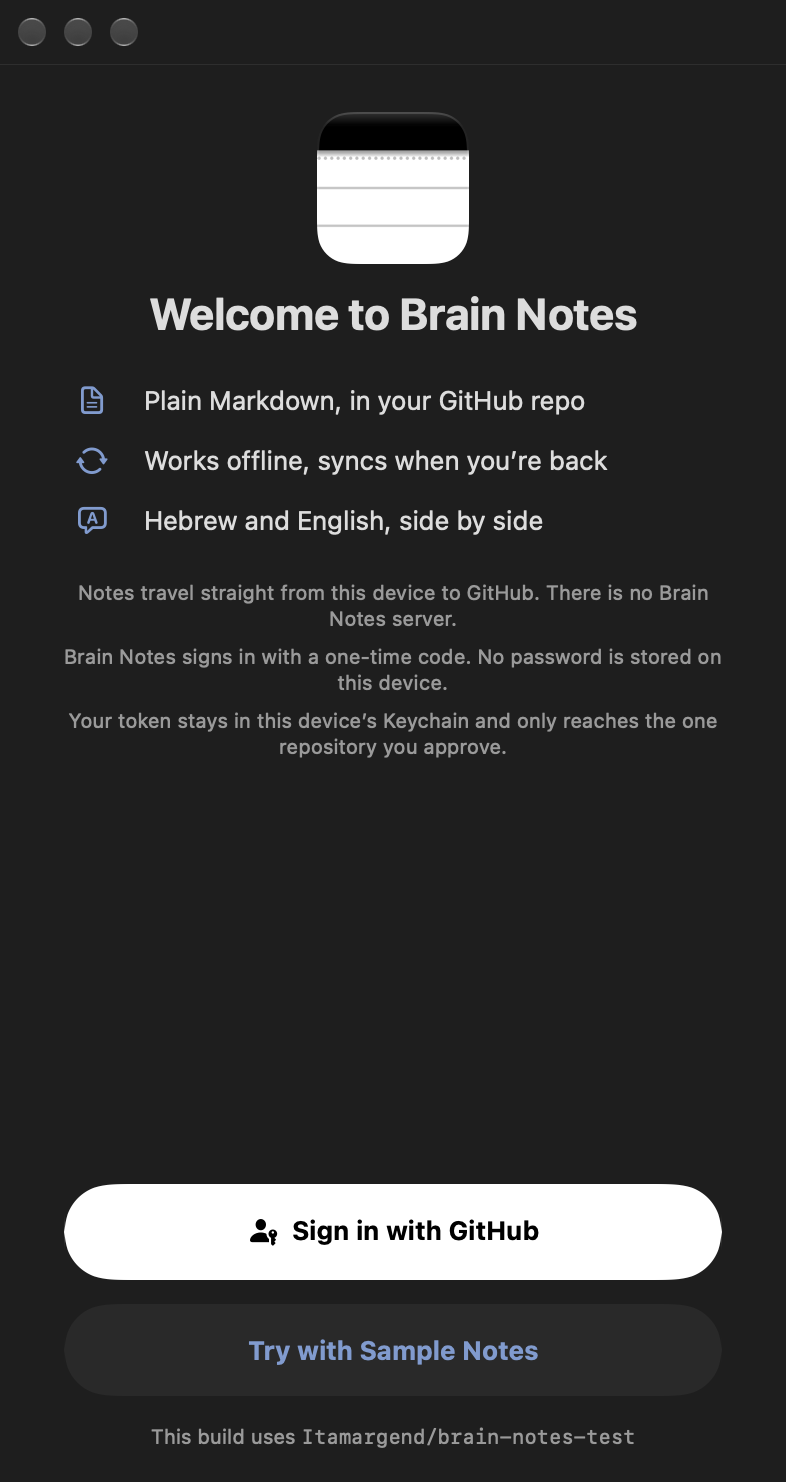 Welcome to Brain Notes
Plain Markdown, in your GitHub repo
Works offline, syncs when you’re back
A
Hebrew and English, side by side
Notes travel straight from this device to GitHub. There is no Brain
Notes server.
Brain Notes signs in with a one-time code. No password is stored on
this device.
Your token stays in this device’s Keychain and only reaches the one
repository you approve.
Sign in with GitHub
Try with Sample Notes
This build uses Itamargend/brain-notes-test